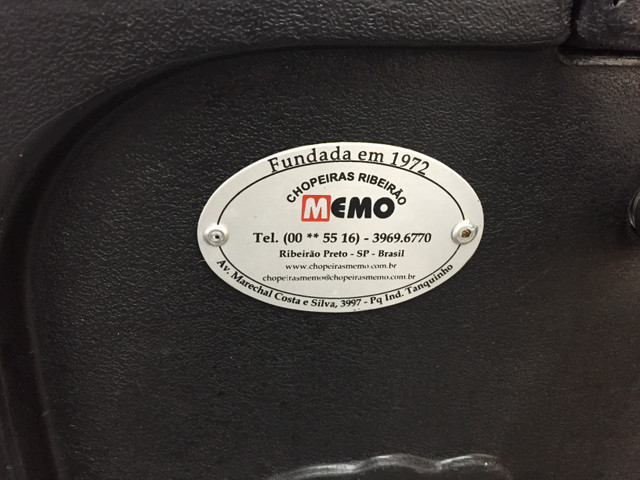 Fundada em 1972
CHOPEIRAS RIBEIRÃO
MEMO
Tel. (00 ** 55 16) - 3969.6770
Ribeirão Preto - SP - Brasil
www.chopeirasmemo.com.br
chopeirasmemo@chopeirasmemo.com.br
Av. Marechal Costa e Silva, 3997 - Pq Ind. Tanquinho